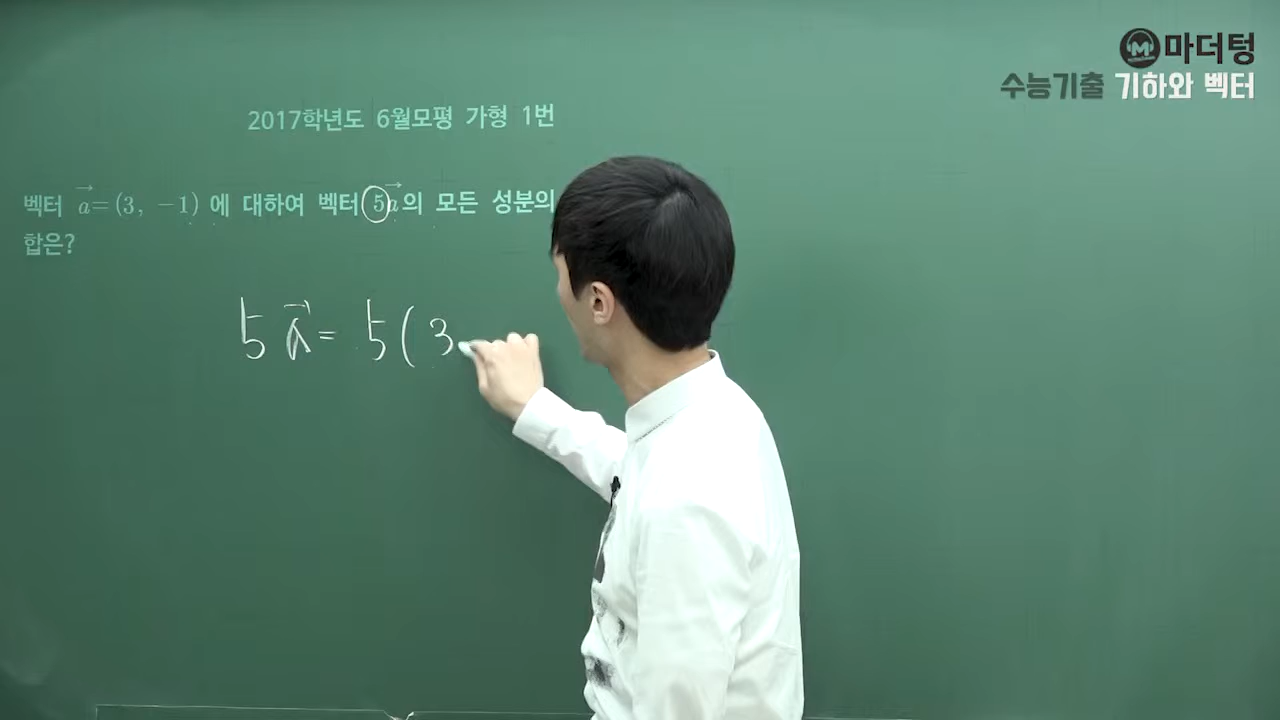 마더텅
수능기출 기하와 벡터
2017학년도 6월모평 가형 1번
벡터 a⃗=(3, −1) 에 대하여 벡터 5a⃗의 모든 성분의
합은?
5a⃗ = 5(3